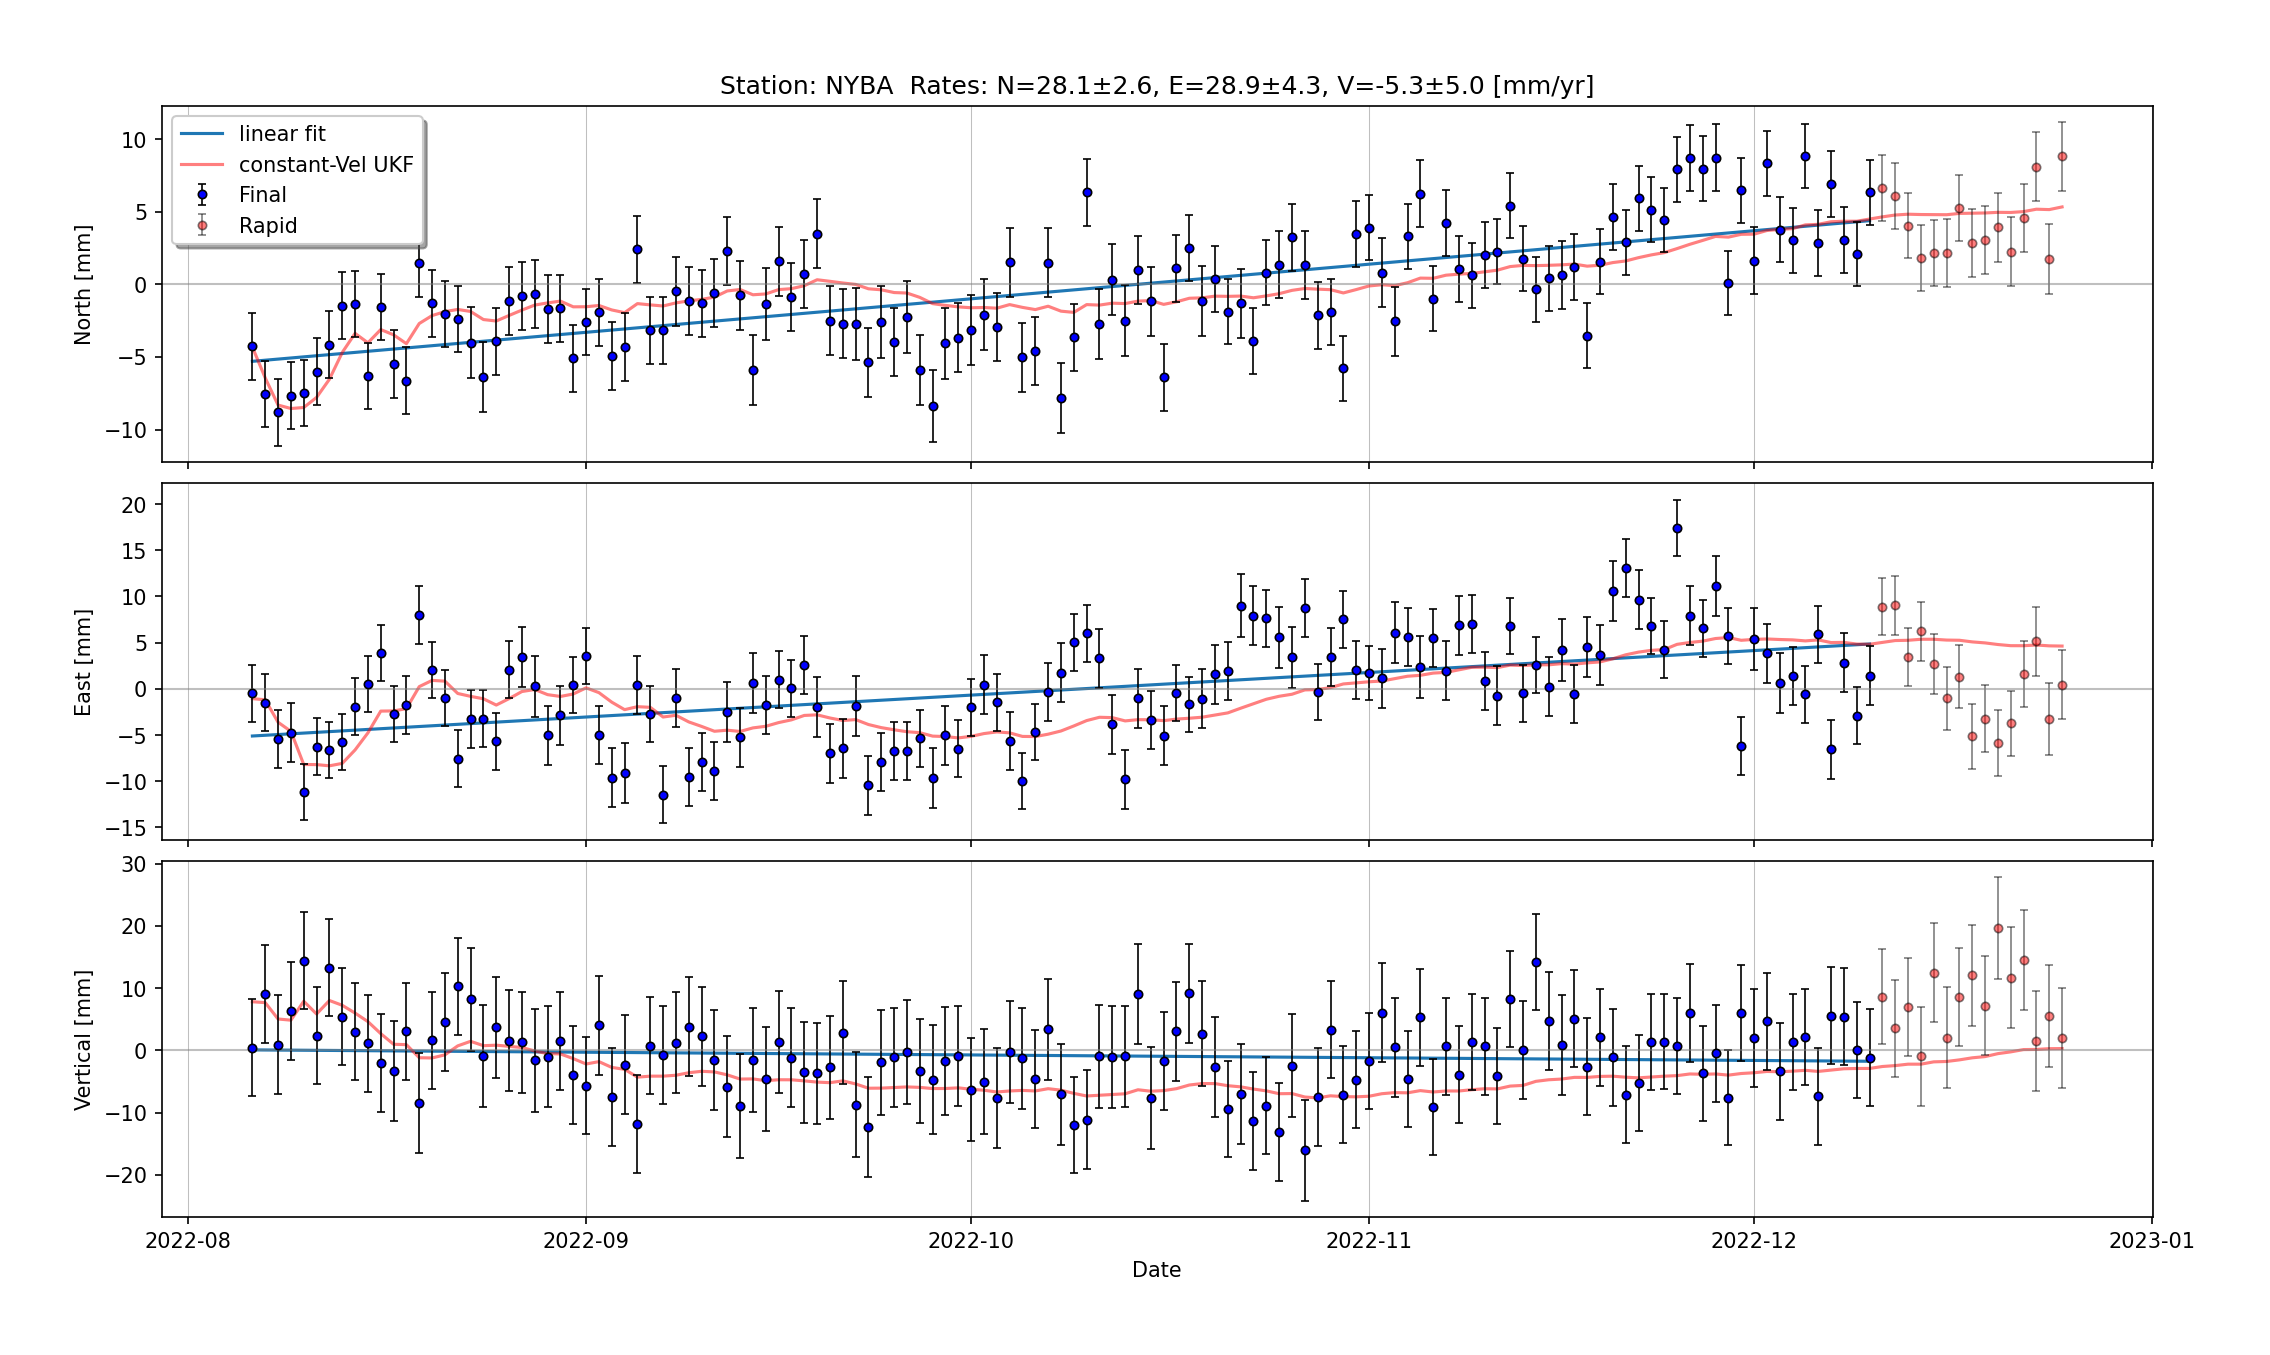 Station: NYBA  Rates: N=28.1±2.6, E=28.9±4.3, V=-5.3±5.0 [mm/yr]
linear fit
constant-Vel UKF
Final
Rapid
North [mm]
10
5
0
−5
−10
East [mm]
20
15
10
5
0
−5
−10
−15
Vertical [mm]
30
20
10
0
−10
−20
2022-08 2022-09 2022-10 2022-11 2022-12 2023-01
Date